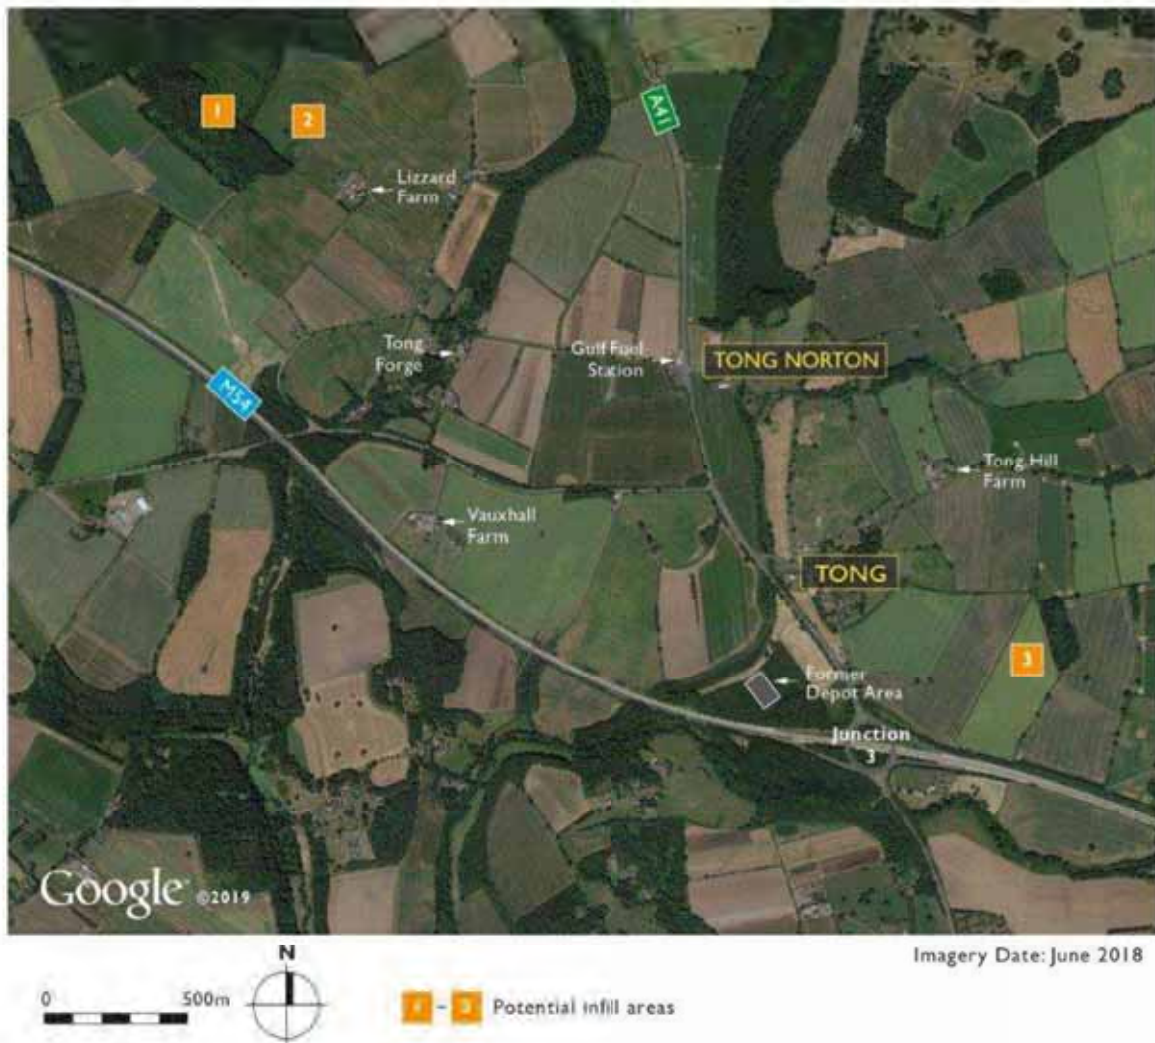 A41
1
2
Lizzard
Farm
Tong
Forge
Gulf Fuel
Station
TONG NORTON
M54
Tong Hill
Farm
Vauxhall
Farm
TONG
3
Former
Depot Area
Junction
3
Google ©2019
Imagery Date: June 2018
N
0 500m
1 - 3 Potential infill areas